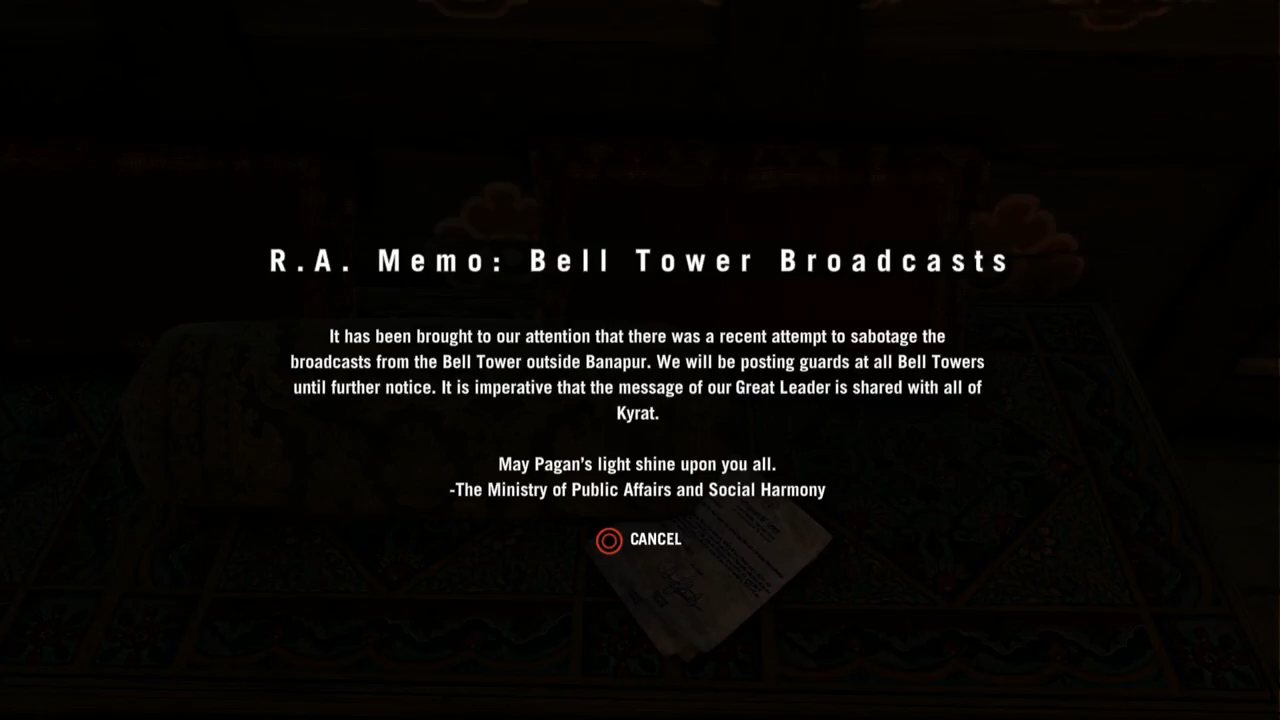 R.A. Memo: Bell Tower Broadcasts
It has been brought to our attention that there was a recent attempt to sabotage the
broadcasts from the Bell Tower outside Banapur. We will be posting guards at all Bell Towers
until further notice. It is imperative that the message of our Great Leader is shared with all of
Kyrat.
May Pagan's light shine upon you all.
-The Ministry of Public Affairs and Social Harmony
CANCEL